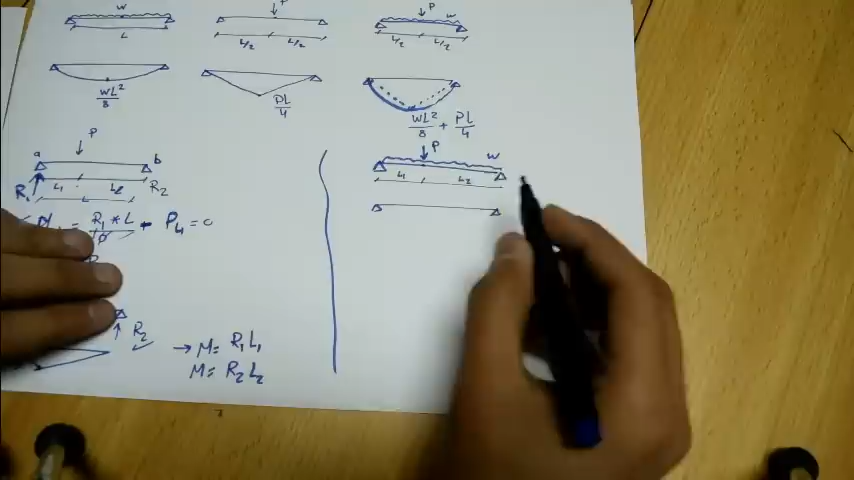 w
P
P w
L
L/2 L/2
L/2 L/2
WL²/8
PL/4
WL²/8 + PL/4
P
a b
L₁ L₂
R₁ R₂
L
P
w
L₁ L₂
R₁ * L - PL = 0
R₂
→ M = R₁L₁
M = R₂L₂